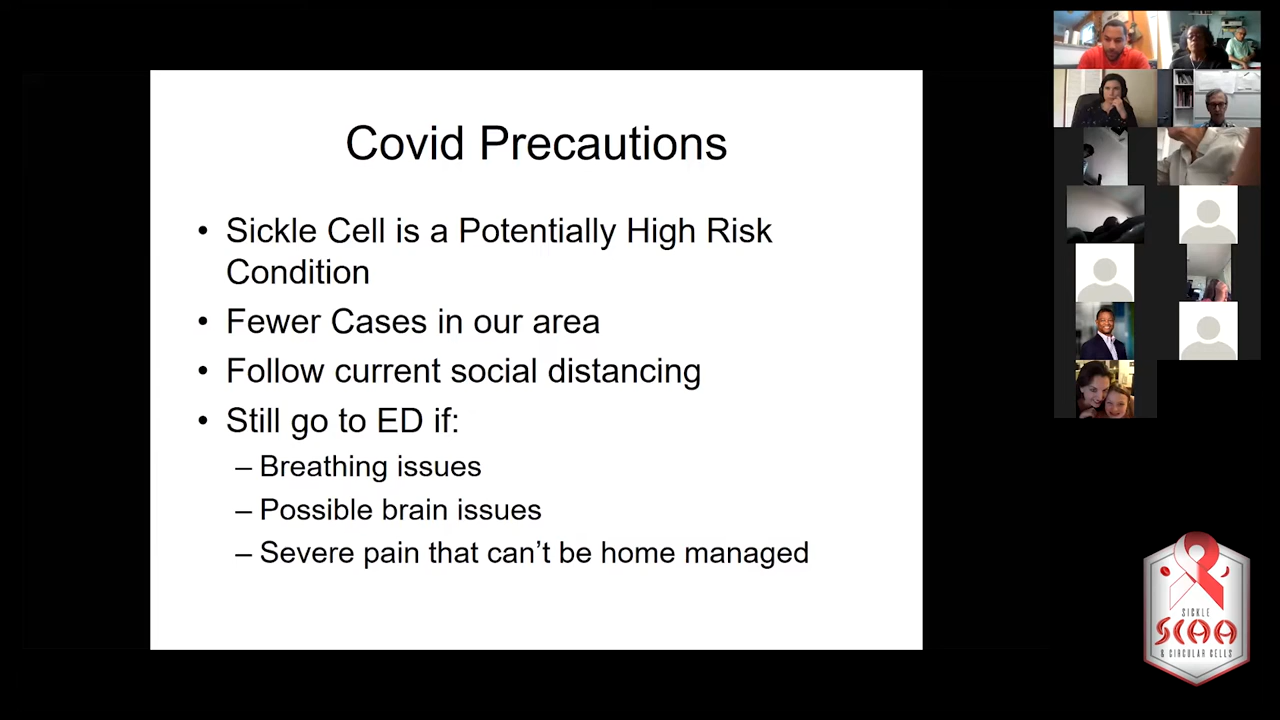 Covid Precautions
• Sickle Cell is a Potentially High Risk
Condition
• Fewer Cases in our area
• Follow current social distancing
• Still go to ED if:
– Breathing issues
– Possible brain issues
– Severe pain that can’t be home managed
SICKLE
SCAA
& CIRCULAR CELLS